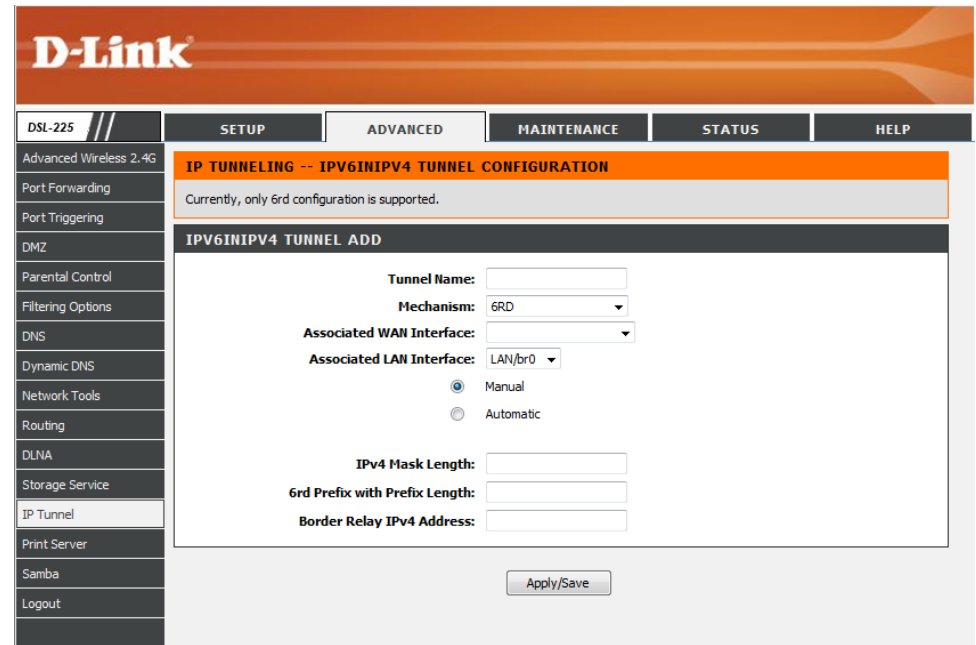 D-Link
DSL-225
SETUP
ADVANCED
MAINTENANCE
STATUS
HELP
Advanced Wireless 2.4G
Port Forwarding
Port Triggering
DMZ
Parental Control
Filtering Options
DNS
Dynamic DNS
Network Tools
Routing
DLNA
Storage Service
IP Tunnel
Print Server
Samba
Logout
IP TUNNELING -- IPV6INIPV4 TUNNEL CONFIGURATION
Currently, only 6rd configuration is supported.
IPV6INIPV4 TUNNEL ADD
Tunnel Name:
Mechanism: 6RD
Associated WAN Interface:
Associated LAN Interface: LAN/br0
Manual
Automatic
IPv4 Mask Length:
6rd Prefix with Prefix Length:
Border Relay IPv4 Address:
Apply/Save